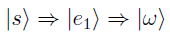 |s⟩ ⇒ |e₁⟩ ⇒ |ω⟩